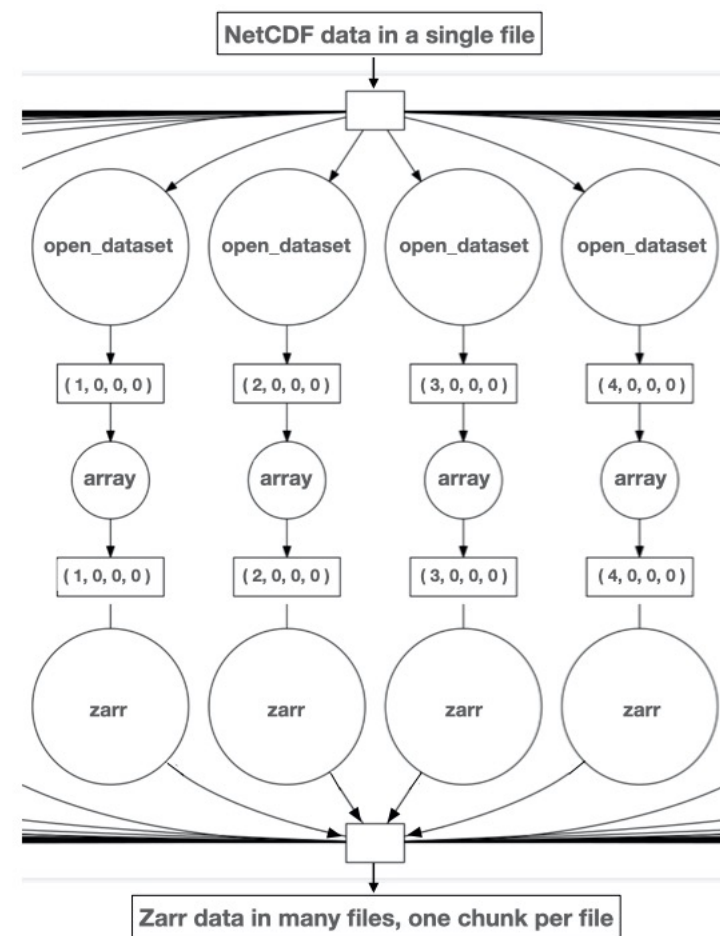 NetCDF data in a single file
open_dataset open_dataset open_dataset open_dataset
( 1, 0, 0, 0 ) ( 2, 0, 0, 0 ) ( 3, 0, 0, 0 ) ( 4, 0, 0, 0 )
array array array array
( 1, 0, 0, 0 ) ( 2, 0, 0, 0 ) ( 3, 0, 0, 0 ) ( 4, 0, 0, 0 )
zarr zarr zarr zarr
Zarr data in many files, one chunk per file